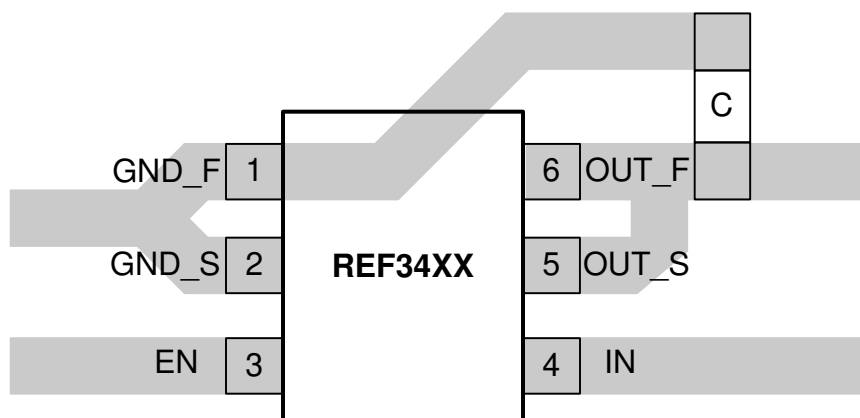 C
GND_F 1 6 OUT_F
GND_S 2 REF34XX 5 OUT_S
EN 3 4 IN